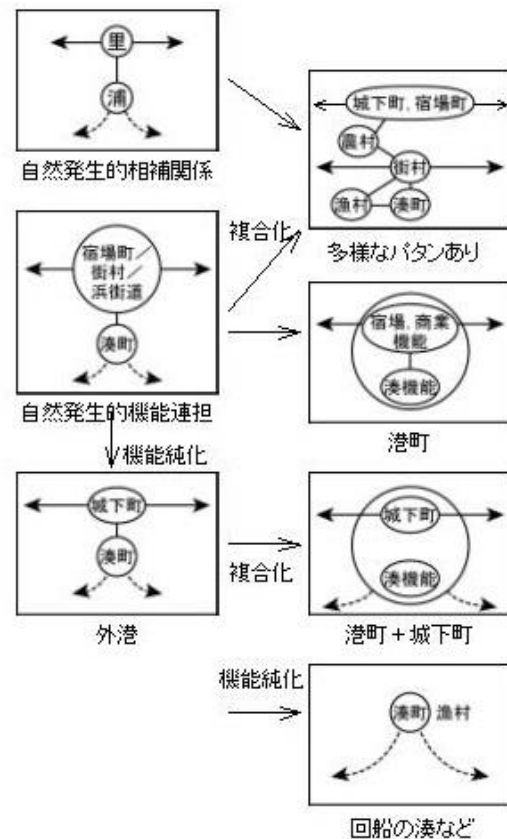 里
浦
自然発生的相補関係
城下町，宿場町
農村
街村
漁村
湊町
多様なパタンあり
複合化
宿場町／
街村／
浜街道
湊町
自然発生的機能連担
宿場，商業
機能
湊機能
港町
機能純化
城下町
湊町
外港
複合化
城下町
湊機能
港町＋城下町
機能純化
湊町
漁村
回船の湊など